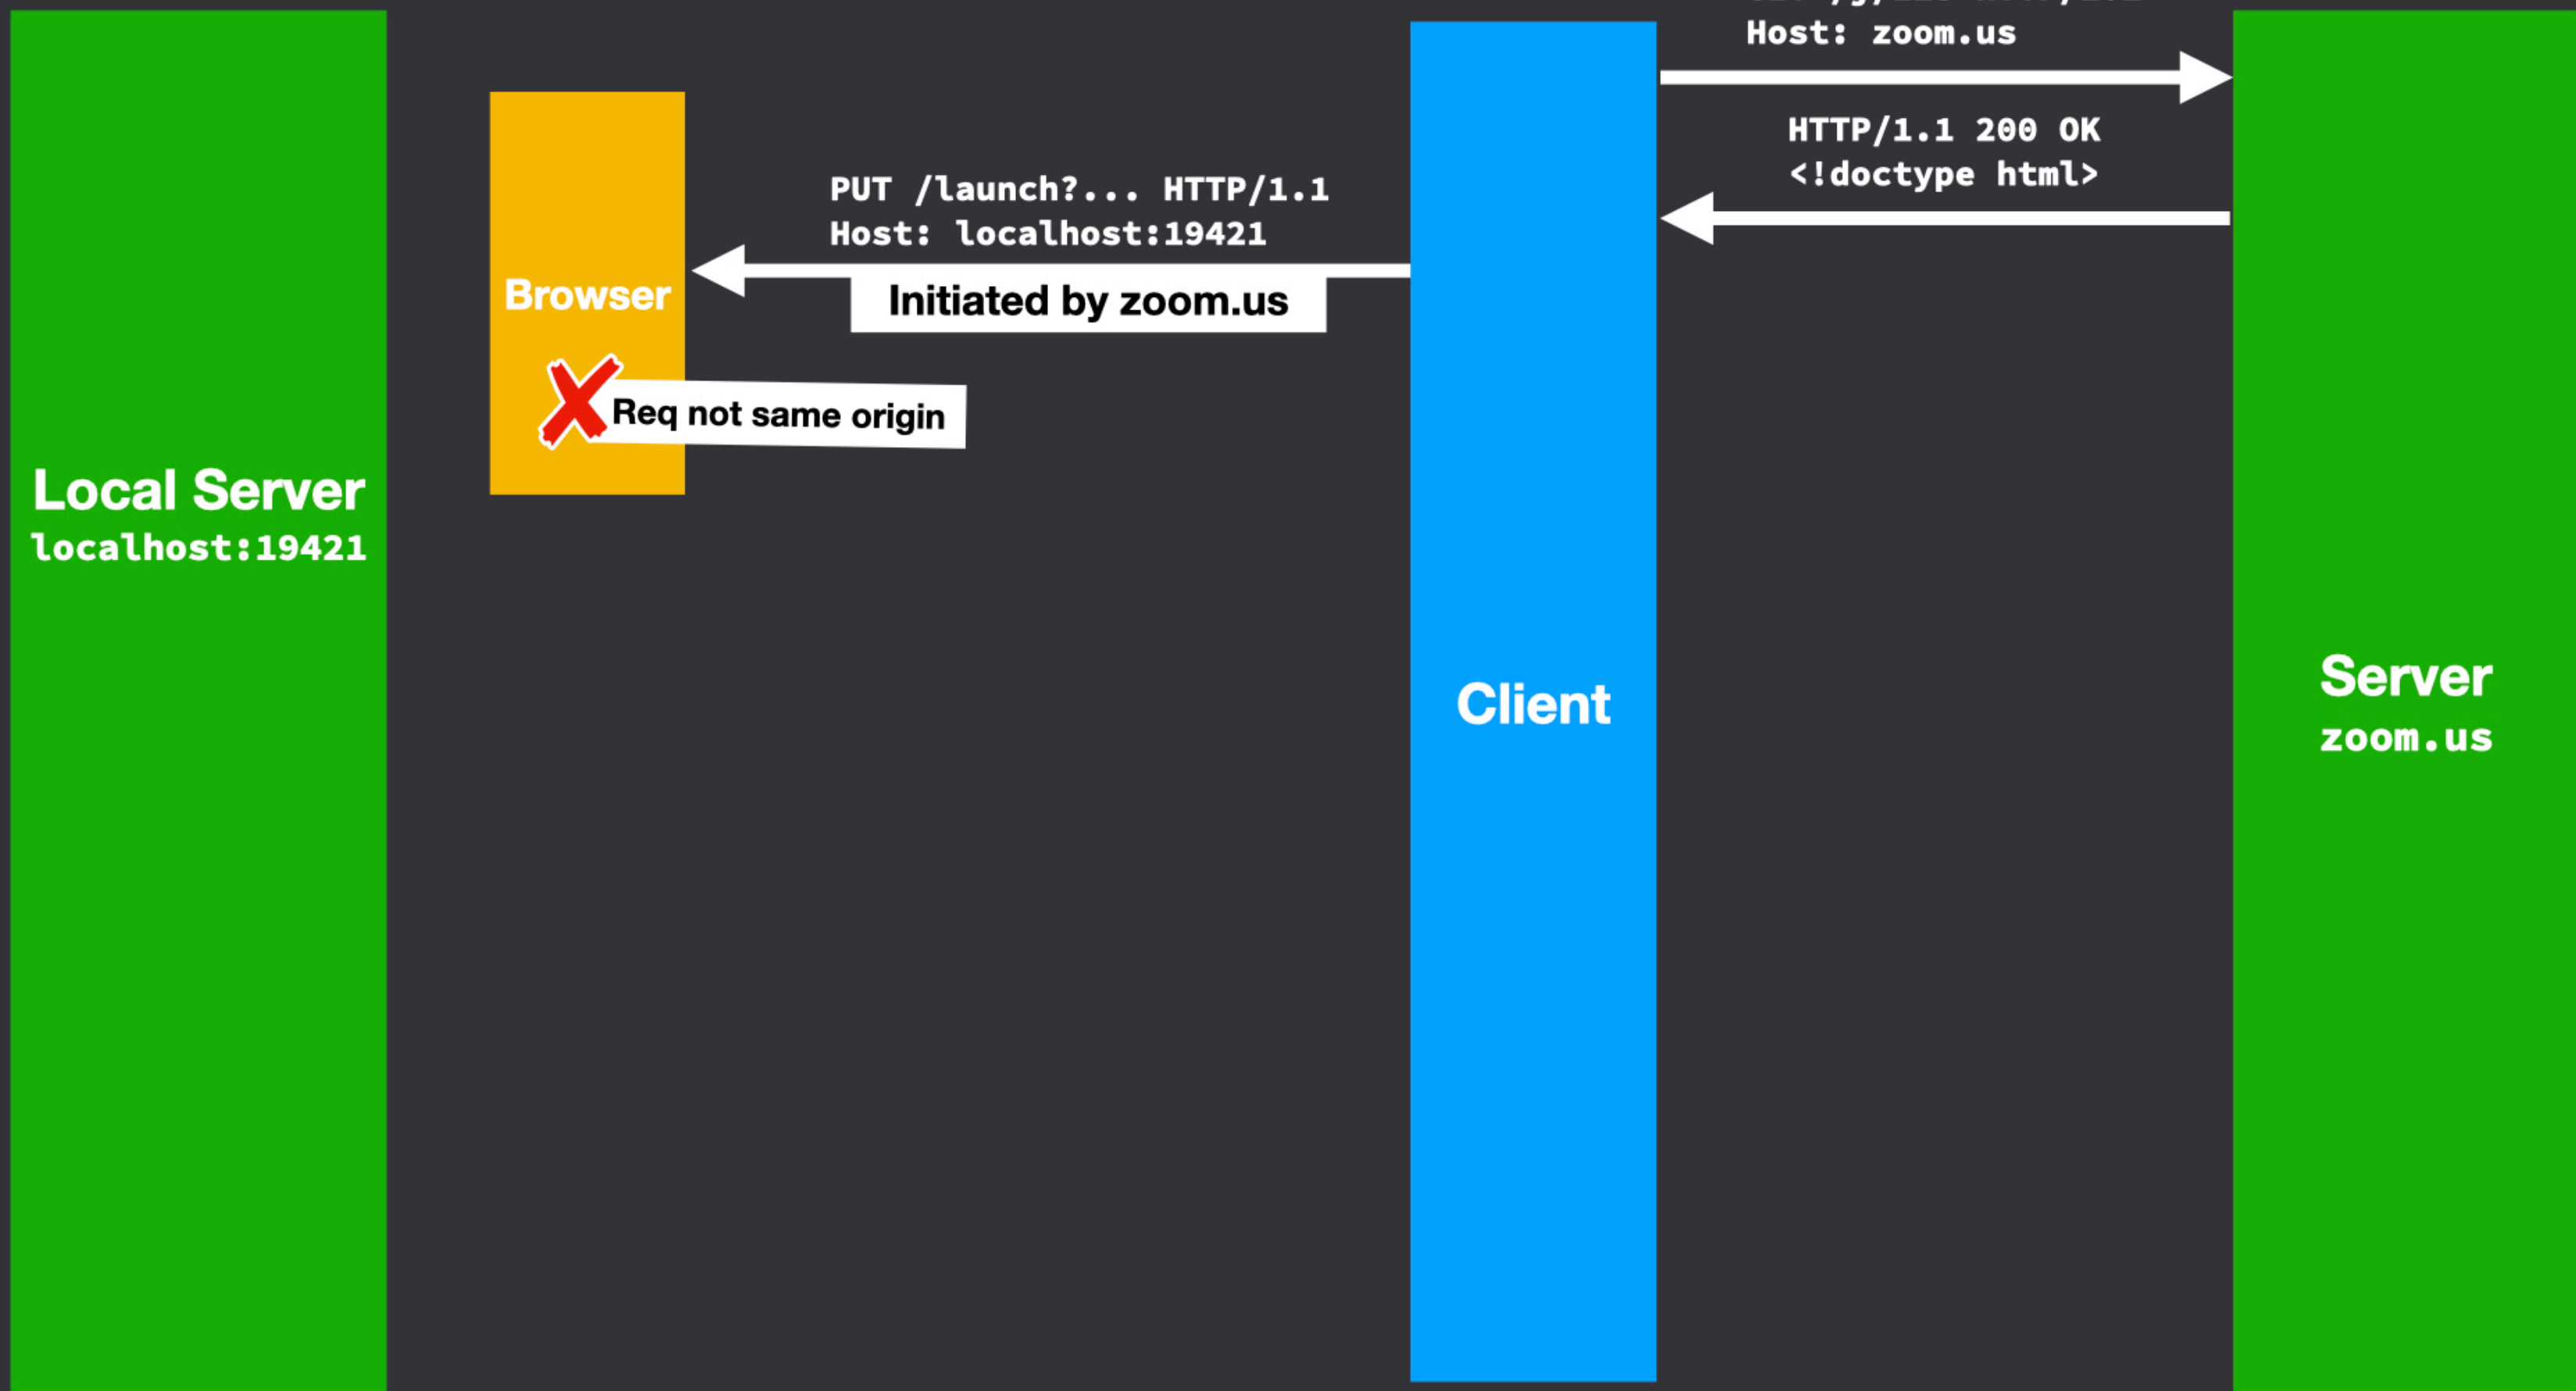 Host: zoom.us
HTTP/1.1 200 OK
<!doctype html>
PUT /launch?... HTTP/1.1
Host: localhost:19421
Initiated by zoom.us
Browser
Req not same origin
Local Server
localhost:19421
Client
Server
zoom.us